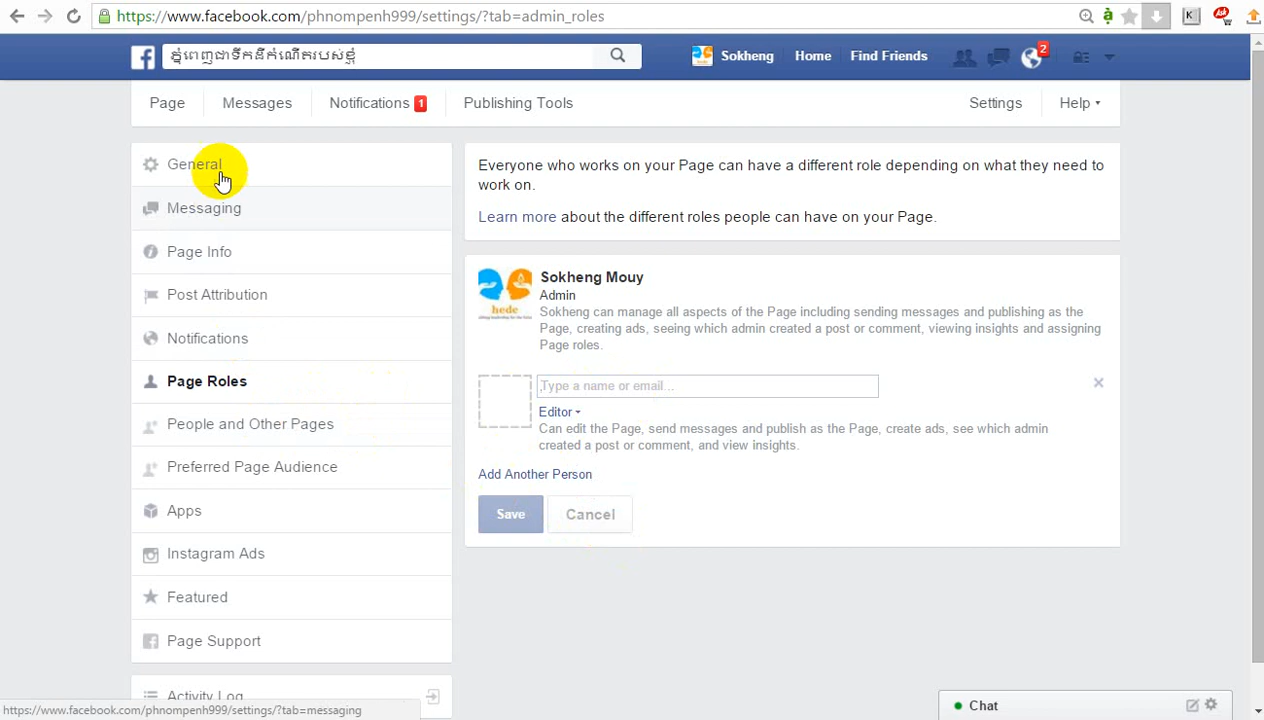 https://www.facebook.com/phnompenh999/settings/?tab=admin_roles
Sokheng Home Find Friends 2
Page Messages Notifications 1 Publishing Tools Settings Help
General
Messaging
Page Info
Post Attribution
Notifications
Page Roles
People and Other Pages
Preferred Page Audience
Apps
Instagram Ads
Featured
Page Support
Activity Log
Everyone who works on your Page can have a different role depending on what they need to
work on.
Learn more about the different roles people can have on your Page.
hede
Sokheng Mouy
Admin
Sokheng can manage all aspects of the Page including sending messages and publishing as the
Page, creating ads, seeing which admin created a post or comment, viewing insights and assigning
Page roles.
Type a name or email...
Editor
Can edit the Page, send messages and publish as the Page, create ads, see which admin
created a post or comment, and view insights.
Add Another Person
Save Cancel
https://www.facebook.com/phnompenh999/settings/?tab=messaging
Chat